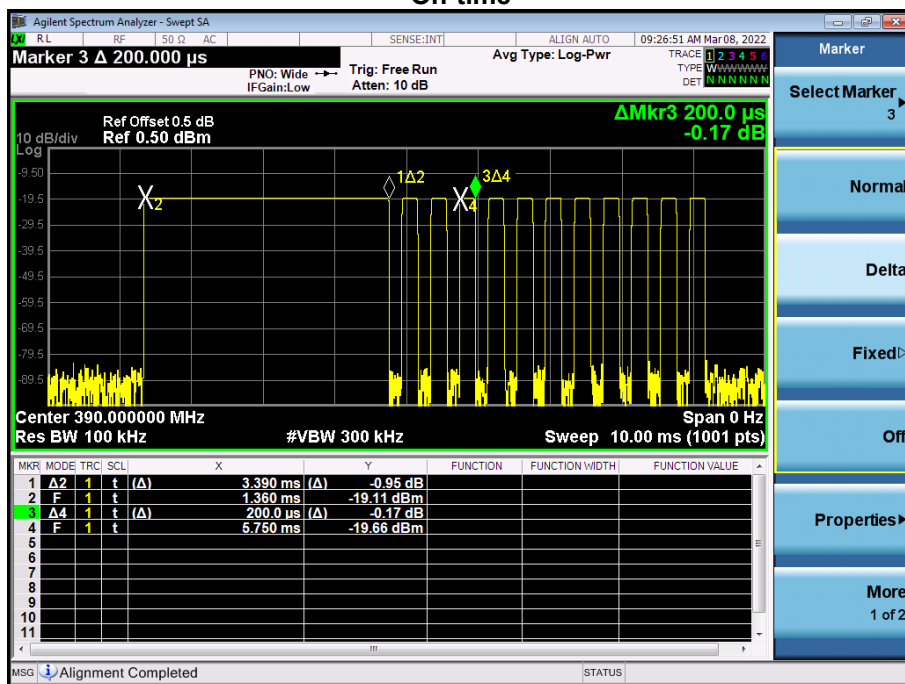 On time
Agilent Spectrum Analyzer - Swept SA
LXI RL RF 50 Ω AC SENSE:INT ALIGN AUTO 09:26:51 AM Mar 08, 2022
Marker 3 Δ 200.000 µs
PNO: Wide
IFGain:Low
Trig: Free Run
Atten: 10 dB
Avg Type: Log-Pwr
TRACE 1 2 3 4 5 6
TYPE WWWWWW
DET N N N N N N
ΔMkr3 200.0 µs
-0.17 dB
Ref Offset 0.5 dB
10 dB/div Ref 0.50 dBm
Log
-9.50
-19.5
-29.5
-39.5
-49.5
-59.5
-69.5
-79.5
-89.5
X2
1Δ2
X4
3Δ4
Center 390.000000 MHz Span 0 Hz
Res BW 100 kHz #VBW 300 kHz Sweep 10.00 ms (1001 pts)
MKR MODE TRC SCL X Y FUNCTION FUNCTION WIDTH FUNCTION VALUE
1 Δ2 1 t (Δ) 3.390 ms (Δ) -0.95 dB
2 F 1 t 1.360 ms -19.11 dBm
3 Δ4 1 t (Δ) 200.0 µs (Δ) -0.17 dB
4 F 1 t 5.750 ms -19.66 dBm
5
6
7
8
9
10
11
MSG Alignment Completed STATUS
Marker
Select Marker
3
Normal
Delta
Fixed
Off
Properties
More
1 of 2